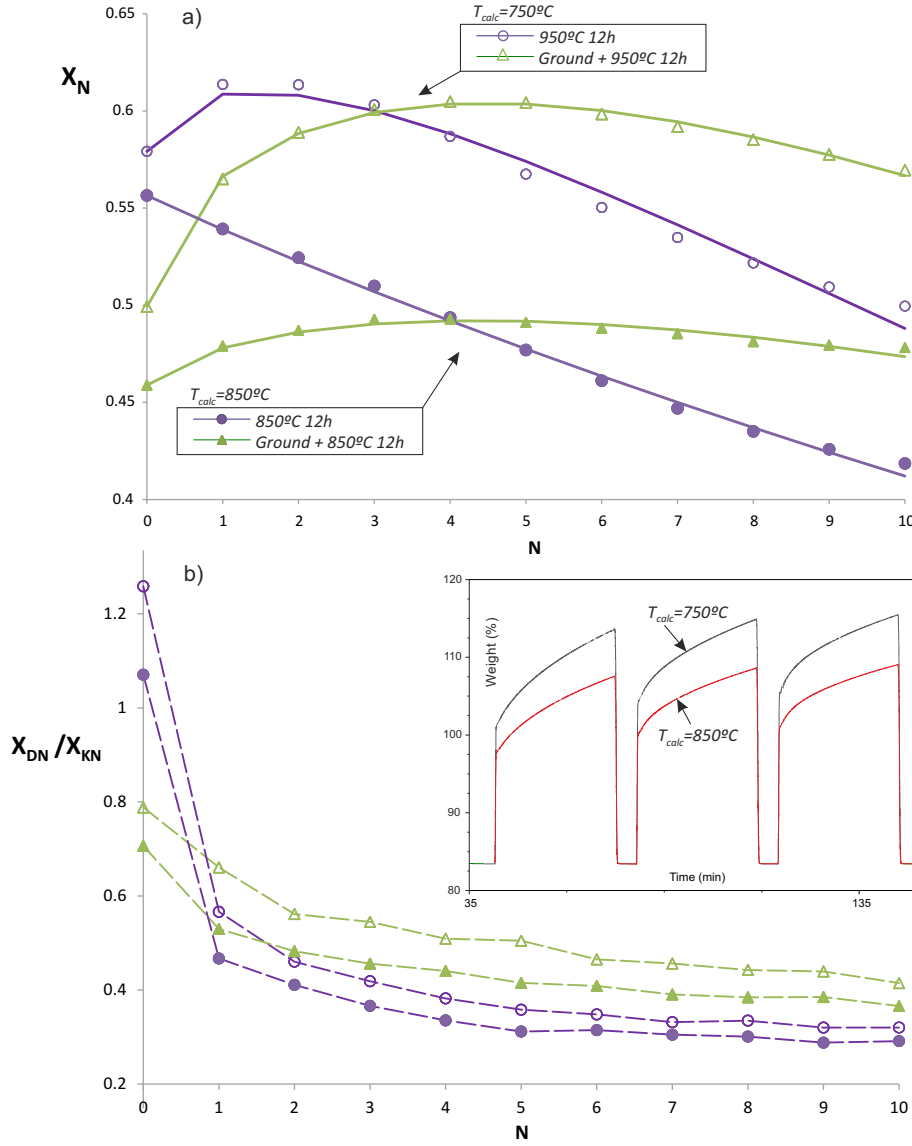 a)
T_calc=750ºC
950ºC 12h
Ground + 950ºC 12h
X_N
0.65
0.6
0.55
0.5
0.45
0.4
T_calc=850ºC
850ºC 12h
Ground + 850ºC 12h
0 1 2 3 4 5 6 7 8 9 10
N
b)
X_DN /X_KN
1.2
1
0.8
0.6
0.4
0.2
120
110
100
90
80
Weight (%)
T_calc=750ºC
T_calc=850ºC
Time (min)
35 135
0 1 2 3 4 5 6 7 8 9 10
N